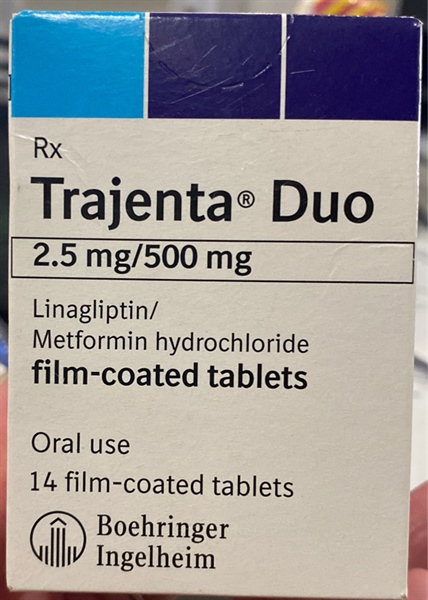 Rx
Trajenta® Duo
2.5 mg/500 mg
Linagliptin/
Metformin hydrochloride
film-coated tablets
Oral use
14 film-coated tablets
Boehringer
Ingelheim